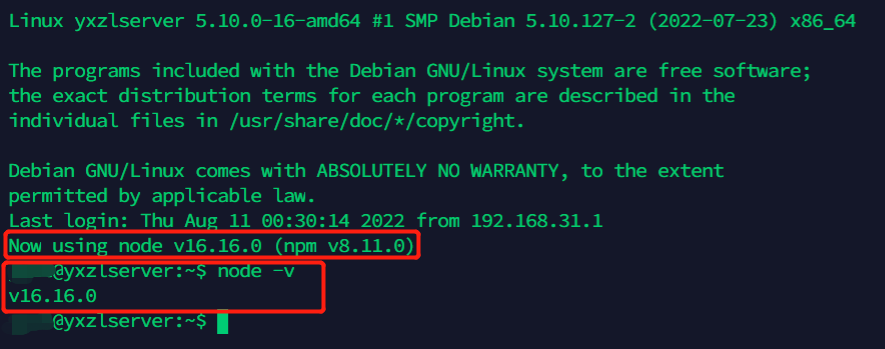 Linux yxzlserver 5.10.0-16-amd64 #1 SMP Debian 5.10.127-2 (2022-07-23) x86_64
The programs included with the Debian GNU/Linux system are free software;
the exact distribution terms for each program are described in the
individual files in /usr/share/doc/*/copyright.
Debian GNU/Linux comes with ABSOLUTELY NO WARRANTY, to the extent
permitted by applicable law.
Last login: Thu Aug 11 00:30:14 2022 from 192.168.31.1
Now using node v16.16.0 (npm v8.11.0)
@yxzlserver:~$ node -v
v16.16.0
@yxzlserver:~$